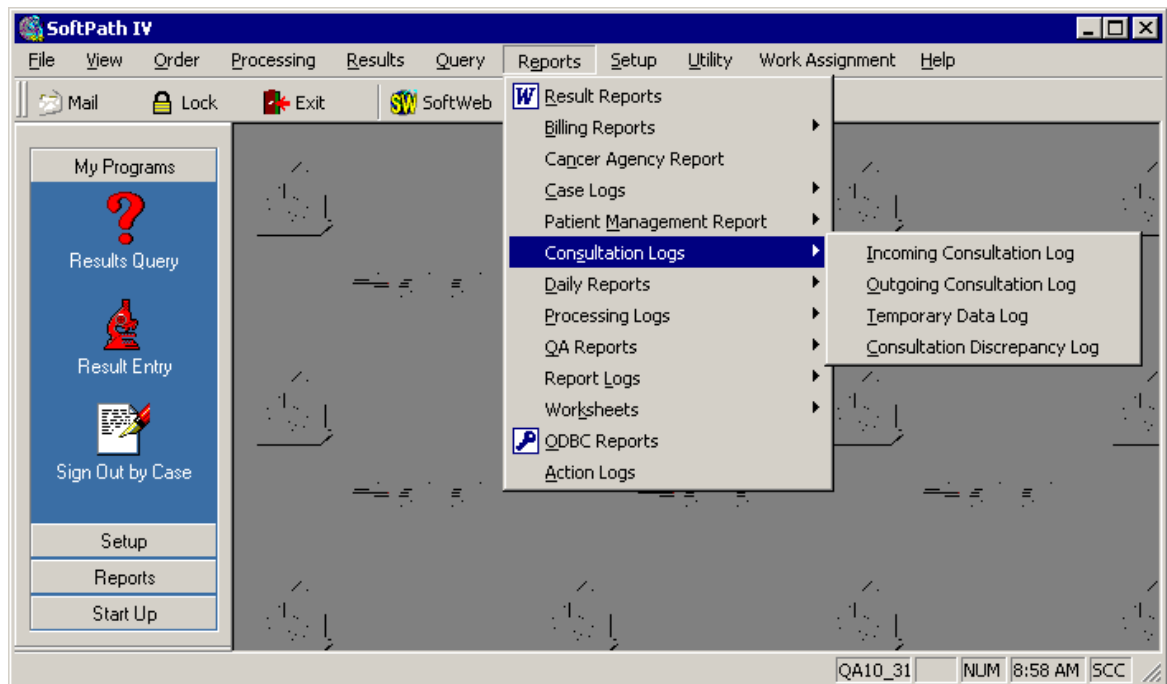 SoftPath IV
File View Order Processing Results Query Reports Setup Utility Work Assignment Help
Mail Lock Exit SW SoftWeb
W Result Reports
Billing Reports
Cancer Agency Report
Case Logs
Patient Management Report
Consultation Logs
Daily Reports
Processing Logs
QA Reports
Report Logs
Worksheets
ODBC Reports
Action Logs
Incoming Consultation Log
Outgoing Consultation Log
Temporary Data Log
Consultation Discrepancy Log
My Programs
Results Query
Result Entry
Sign Out by Case
Setup
Reports
Start Up
QA10_31 NUM 8:58 AM SCC